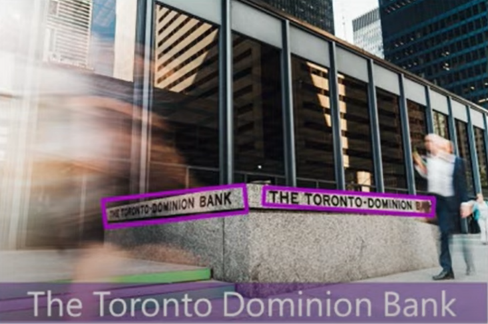 THE TORONTO-DOMINION BANK
THE TORONTO-DOMINION BANK
The Toronto Dominion Bank